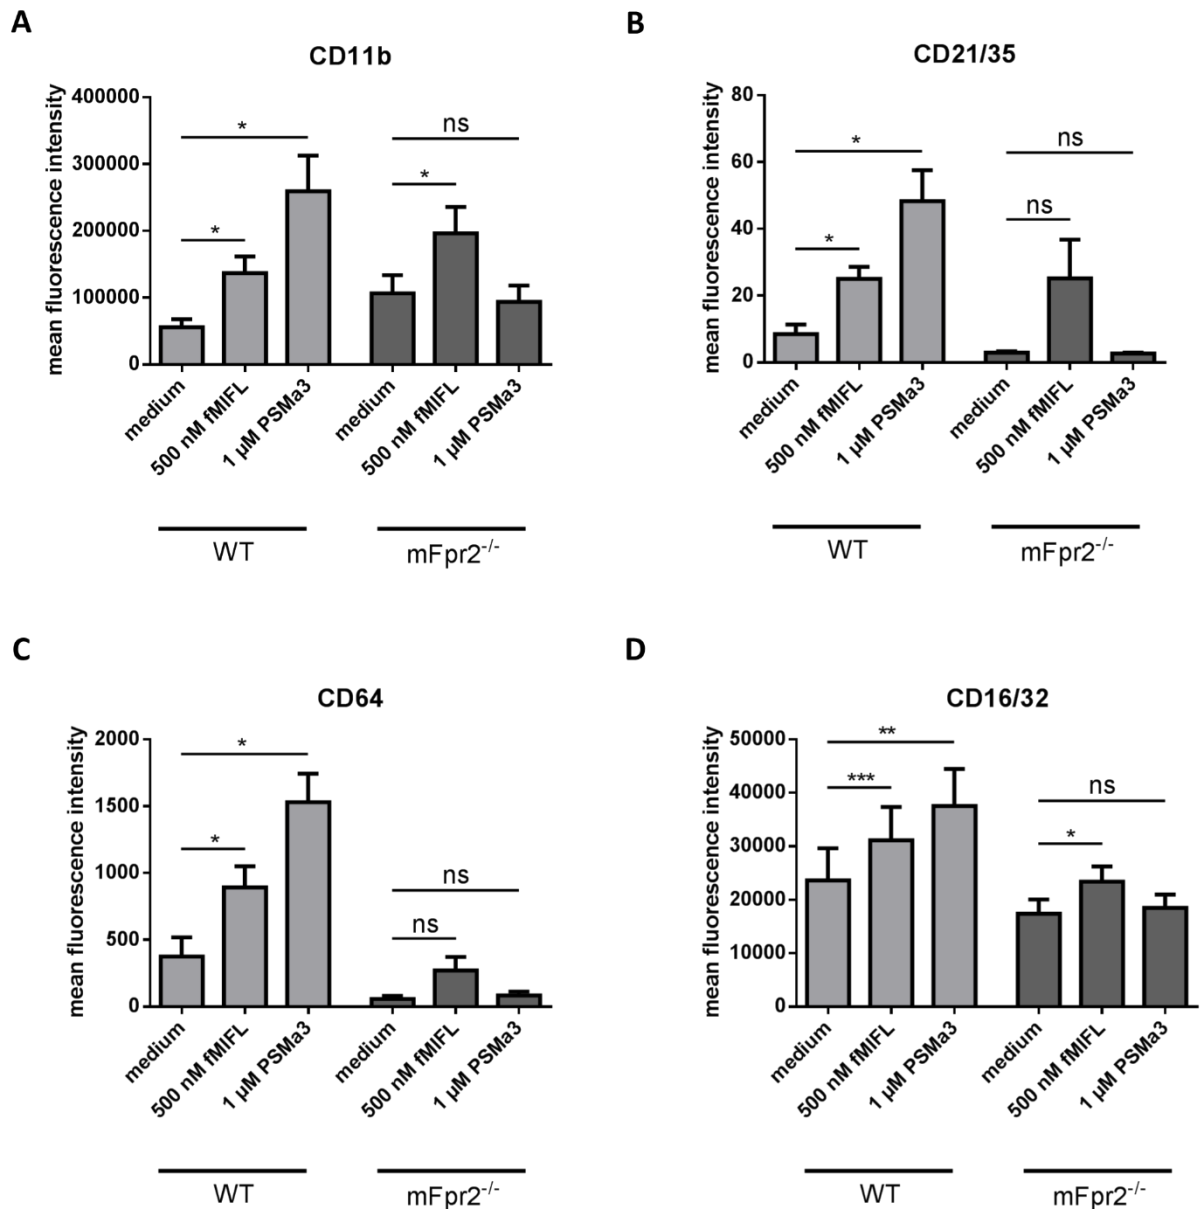 A
CD11b
mean fluorescence intensity
400000
300000
200000
100000
0
*
*
ns
*
medium
500 nM fMIFL
1 µM PSMa3
medium
500 nM fMIFL
1 µM PSMa3
WT
mFpr2-/-
B
CD21/35
mean fluorescence intensity
80
60
40
20
0
*
*
ns
ns
medium
500 nM fMIFL
1 µM PSMa3
medium
500 nM fMIFL
1 µM PSMa3
WT
mFpr2-/-
C
CD64
mean fluorescence intensity
2000
1500
1000
500
0
*
*
ns
ns
medium
500 nM fMIFL
1 µM PSMa3
medium
500 nM fMIFL
1 µM PSMa3
WT
mFpr2-/-
D
CD16/32
mean fluorescence intensity
50000
40000
30000
20000
10000
0
**
***
ns
*
medium
500 nM fMIFL
1 µM PSMa3
medium
500 nM fMIFL
1 µM PSMa3
WT
mFpr2-/-